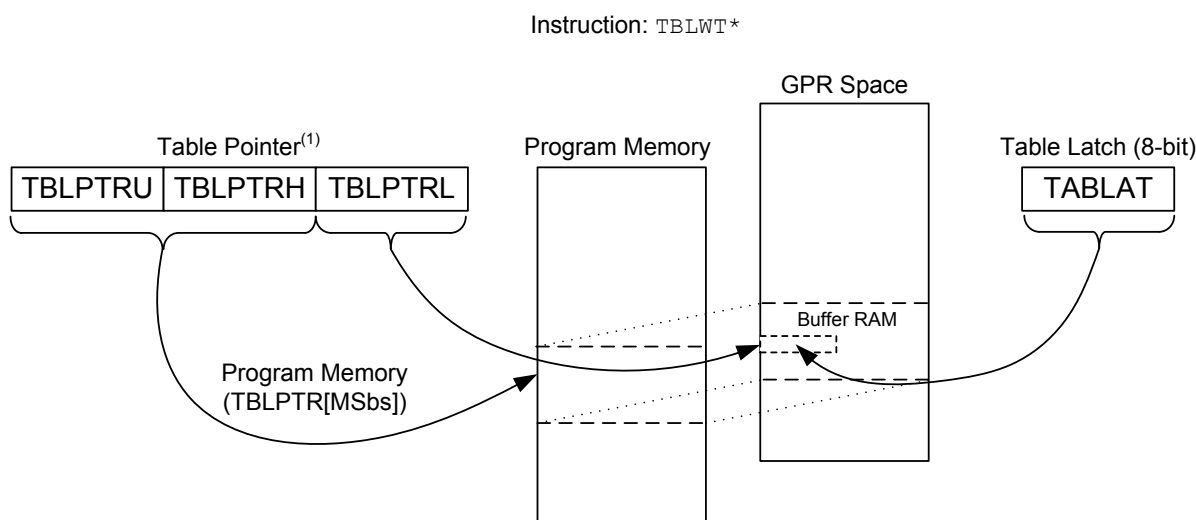 Instruction: TBLWT*
GPR Space
Table Pointer(1)
Program Memory
Table Latch (8-bit)
TBLPTRU TBLPTRH TBLPTRL
TABLAT
Buffer RAM
Program Memory
(TBLPTR[MSbs])